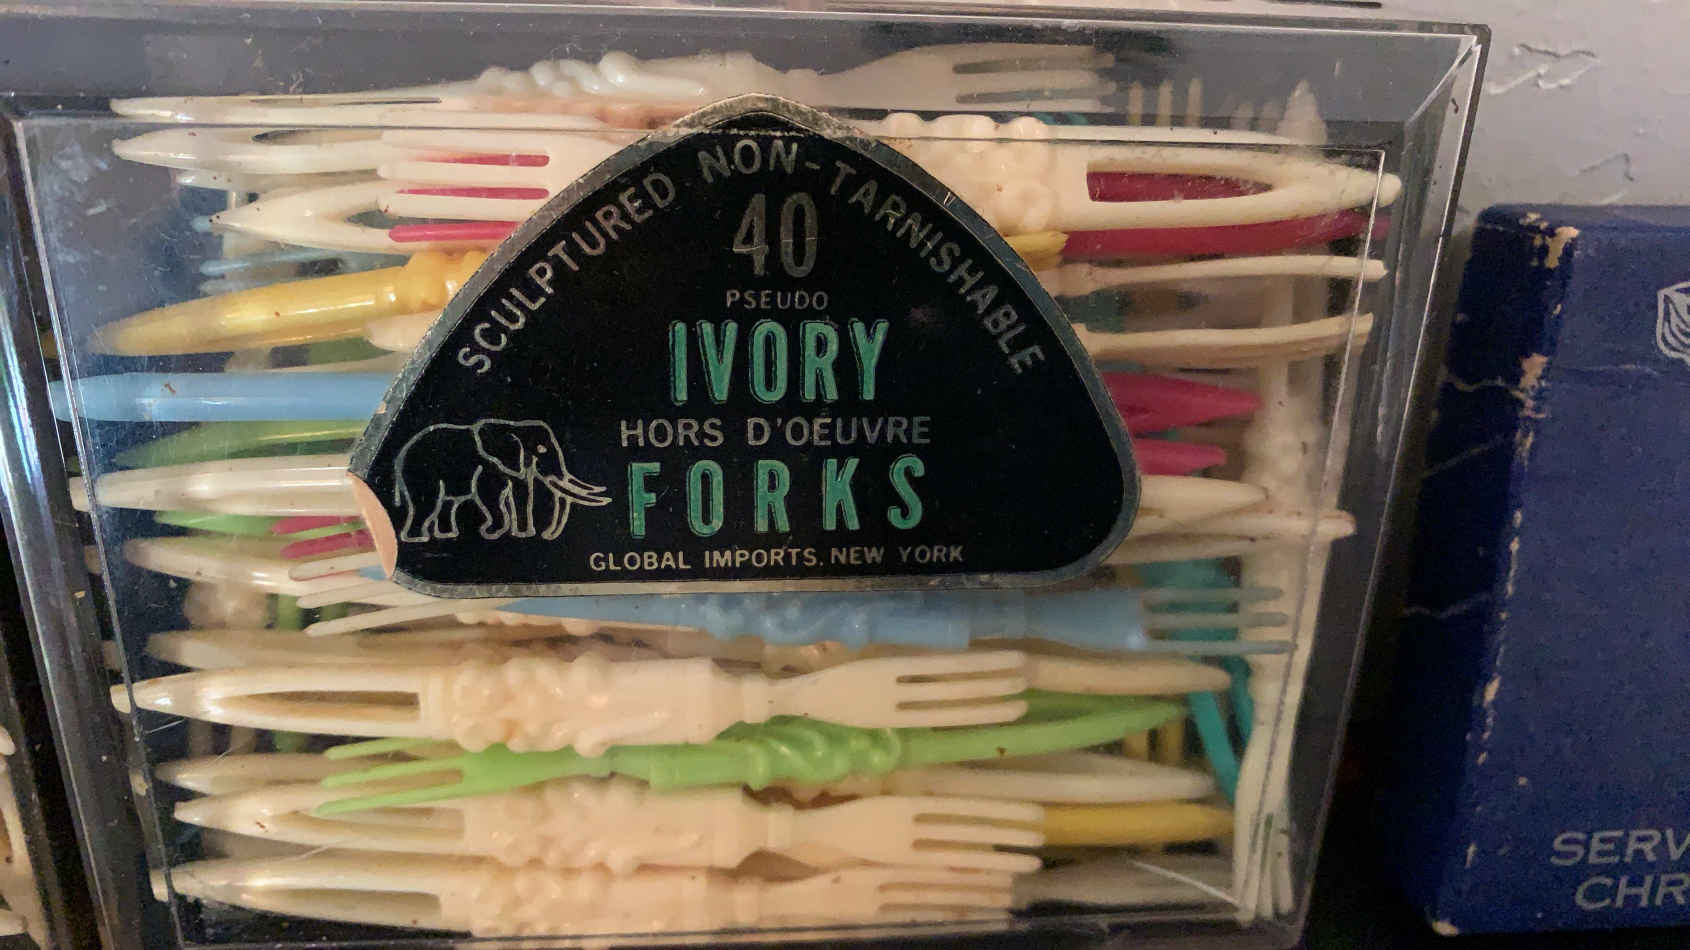 SCULPTURED NON-TARNISHABLE
40
PSEUDO
IVORY
HORS D'OEUVRE
FORKS
GLOBAL IMPORTS. NEW YORK
SERV
CHR